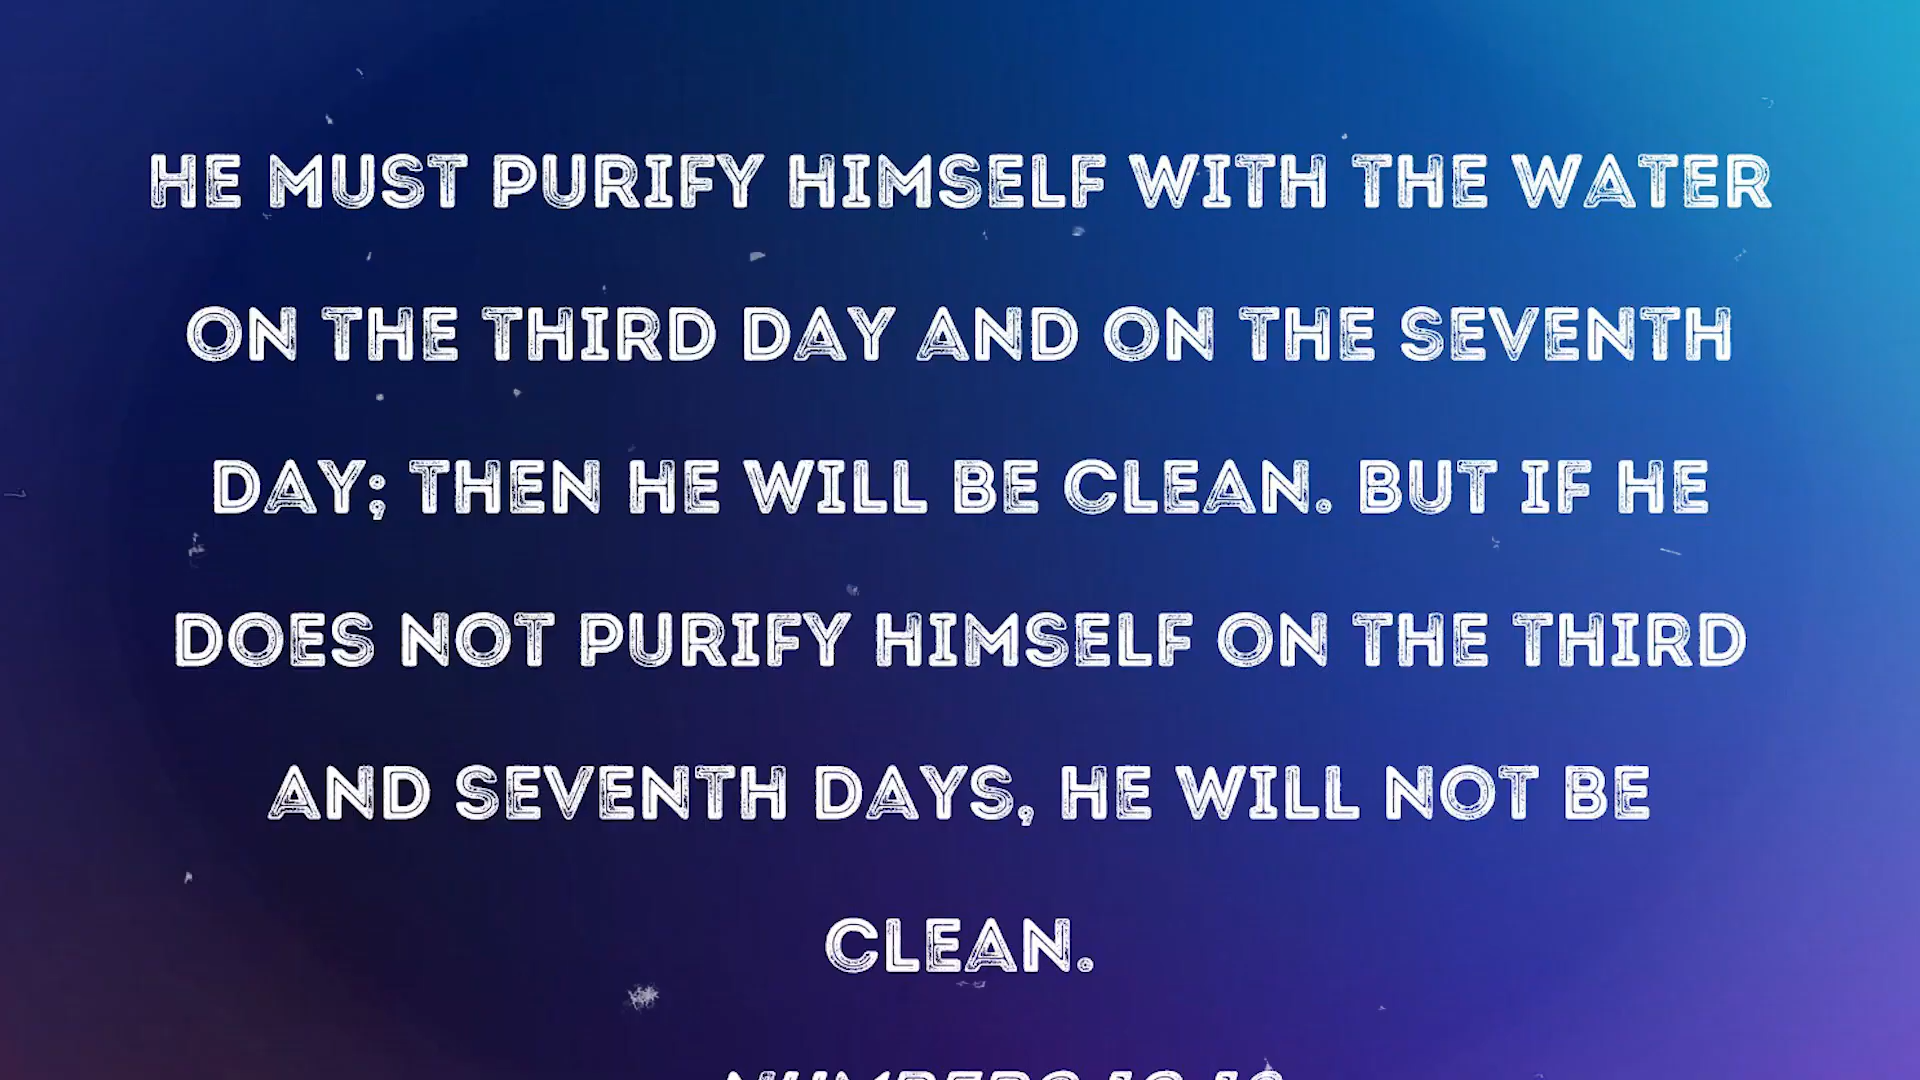 HE MUST PURIFY HIMSELF WITH THE WATER
ON THE THIRD DAY AND ON THE SEVENTH
DAY; THEN HE WILL BE CLEAN. BUT IF HE
DOES NOT PURIFY HIMSELF ON THE THIRD
AND SEVENTH DAYS, HE WILL NOT BE
CLEAN.
NUMBERS